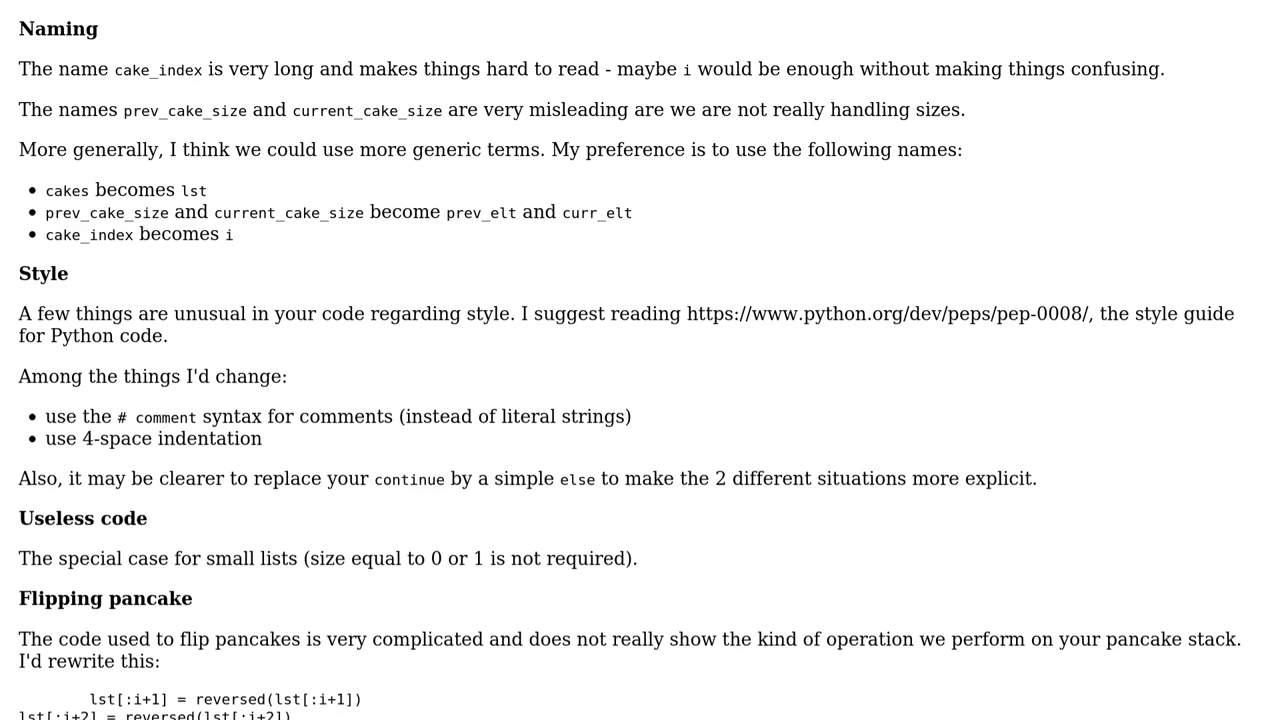 Naming
The name cake_index is very long and makes things hard to read - maybe i would be enough without making things confusing.
The names prev_cake_size and current_cake_size are very misleading are we are not really handling sizes.
More generally, I think we could use more generic terms. My preference is to use the following names:
• cakes becomes lst
• prev_cake_size and current_cake_size become prev_elt and curr_elt
• cake_index becomes i
Style
A few things are unusual in your code regarding style. I suggest reading https://www.python.org/dev/peps/pep-0008/, the style guide
for Python code.
Among the things I'd change:
• use the # comment syntax for comments (instead of literal strings)
• use 4-space indentation
Also, it may be clearer to replace your continue by a simple else to make the 2 different situations more explicit.
Useless code
The special case for small lists (size equal to 0 or 1 is not required).
Flipping pancake
The code used to flip pancakes is very complicated and does not really show the kind of operation we perform on your pancake stack.
I'd rewrite this:
        lst[:i+1] = reversed(lst[:i+1])
lst[:i+2] = reversed(lst[:i+2])